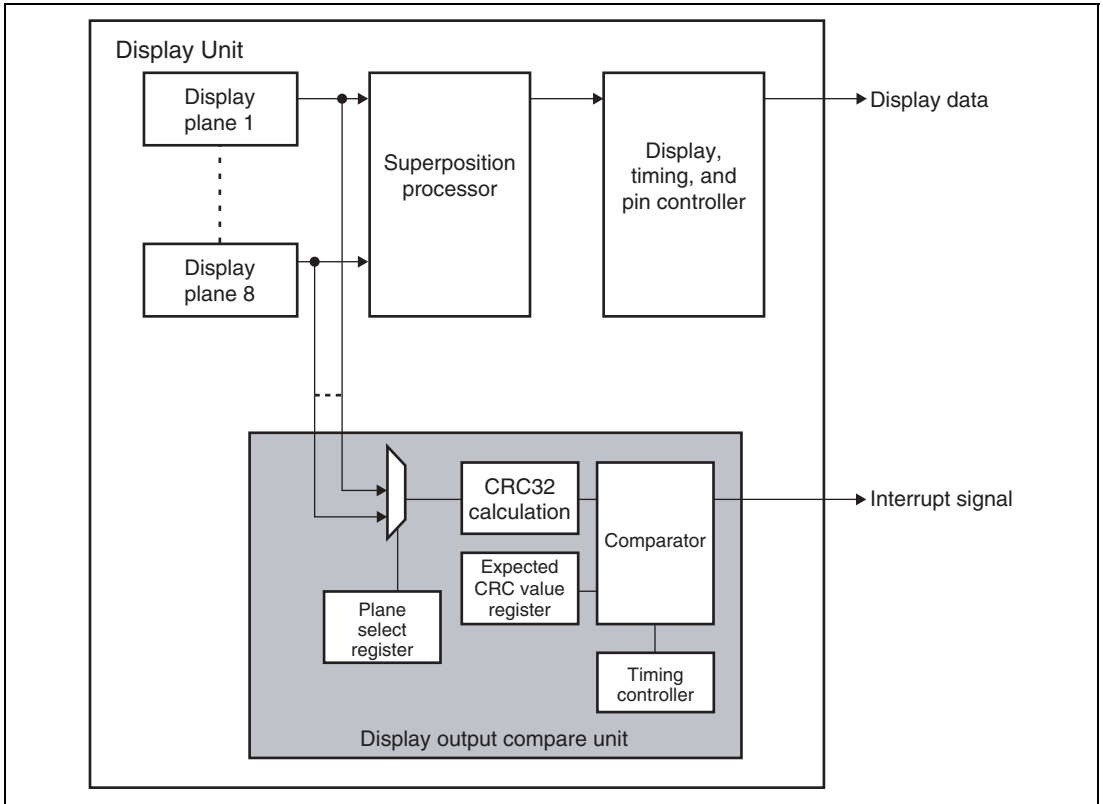 Display Unit
Display
plane 1
Superposition
processor
Display,
timing, and
pin controller
Display data
Display
plane 8
CRC32
calculation
Comparator
Interrupt signal
Expected
CRC value
register
Plane
select
register
Timing
controller
Display output compare unit